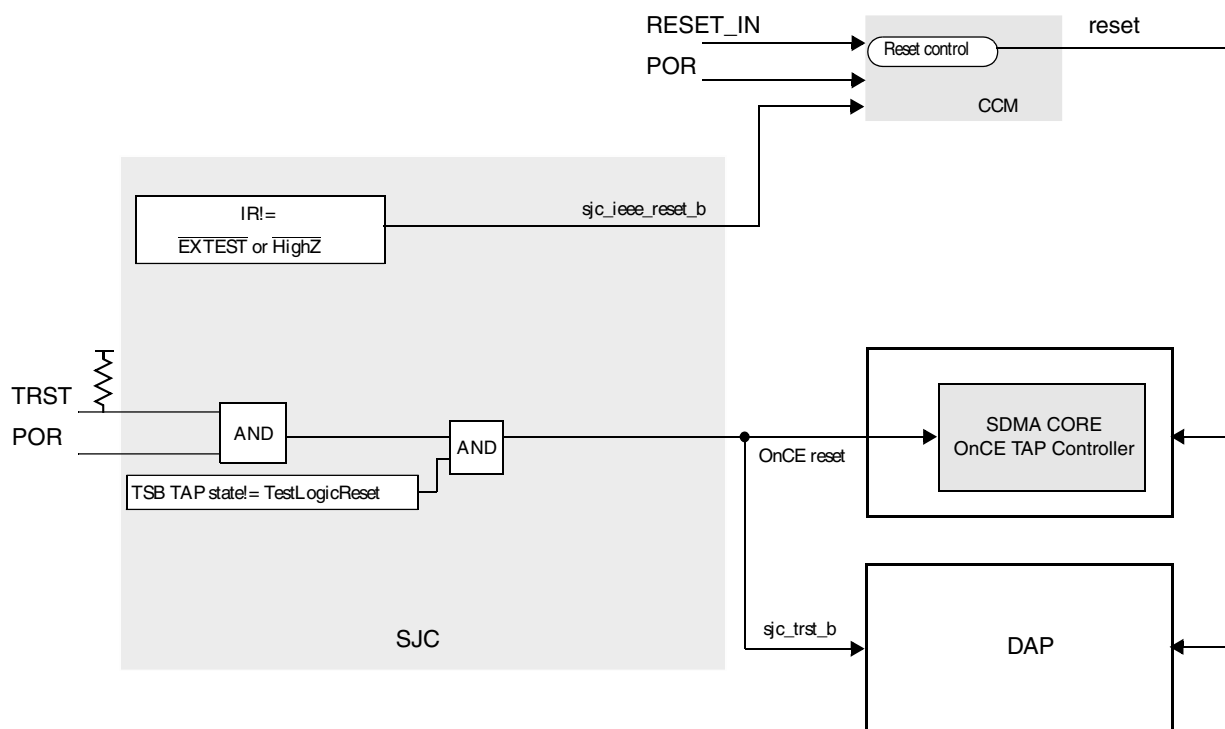 RESET_IN
reset
Reset control
POR
CCM
IR!=
EXTEST or HighZ
sjc_ieee_reset_b
TRST
POR
AND
AND
TSB TAP state!= TestLogicReset
OnCE reset
SDMA CORE
OnCE TAP Controller
SJC
sjc_trst_b
DAP